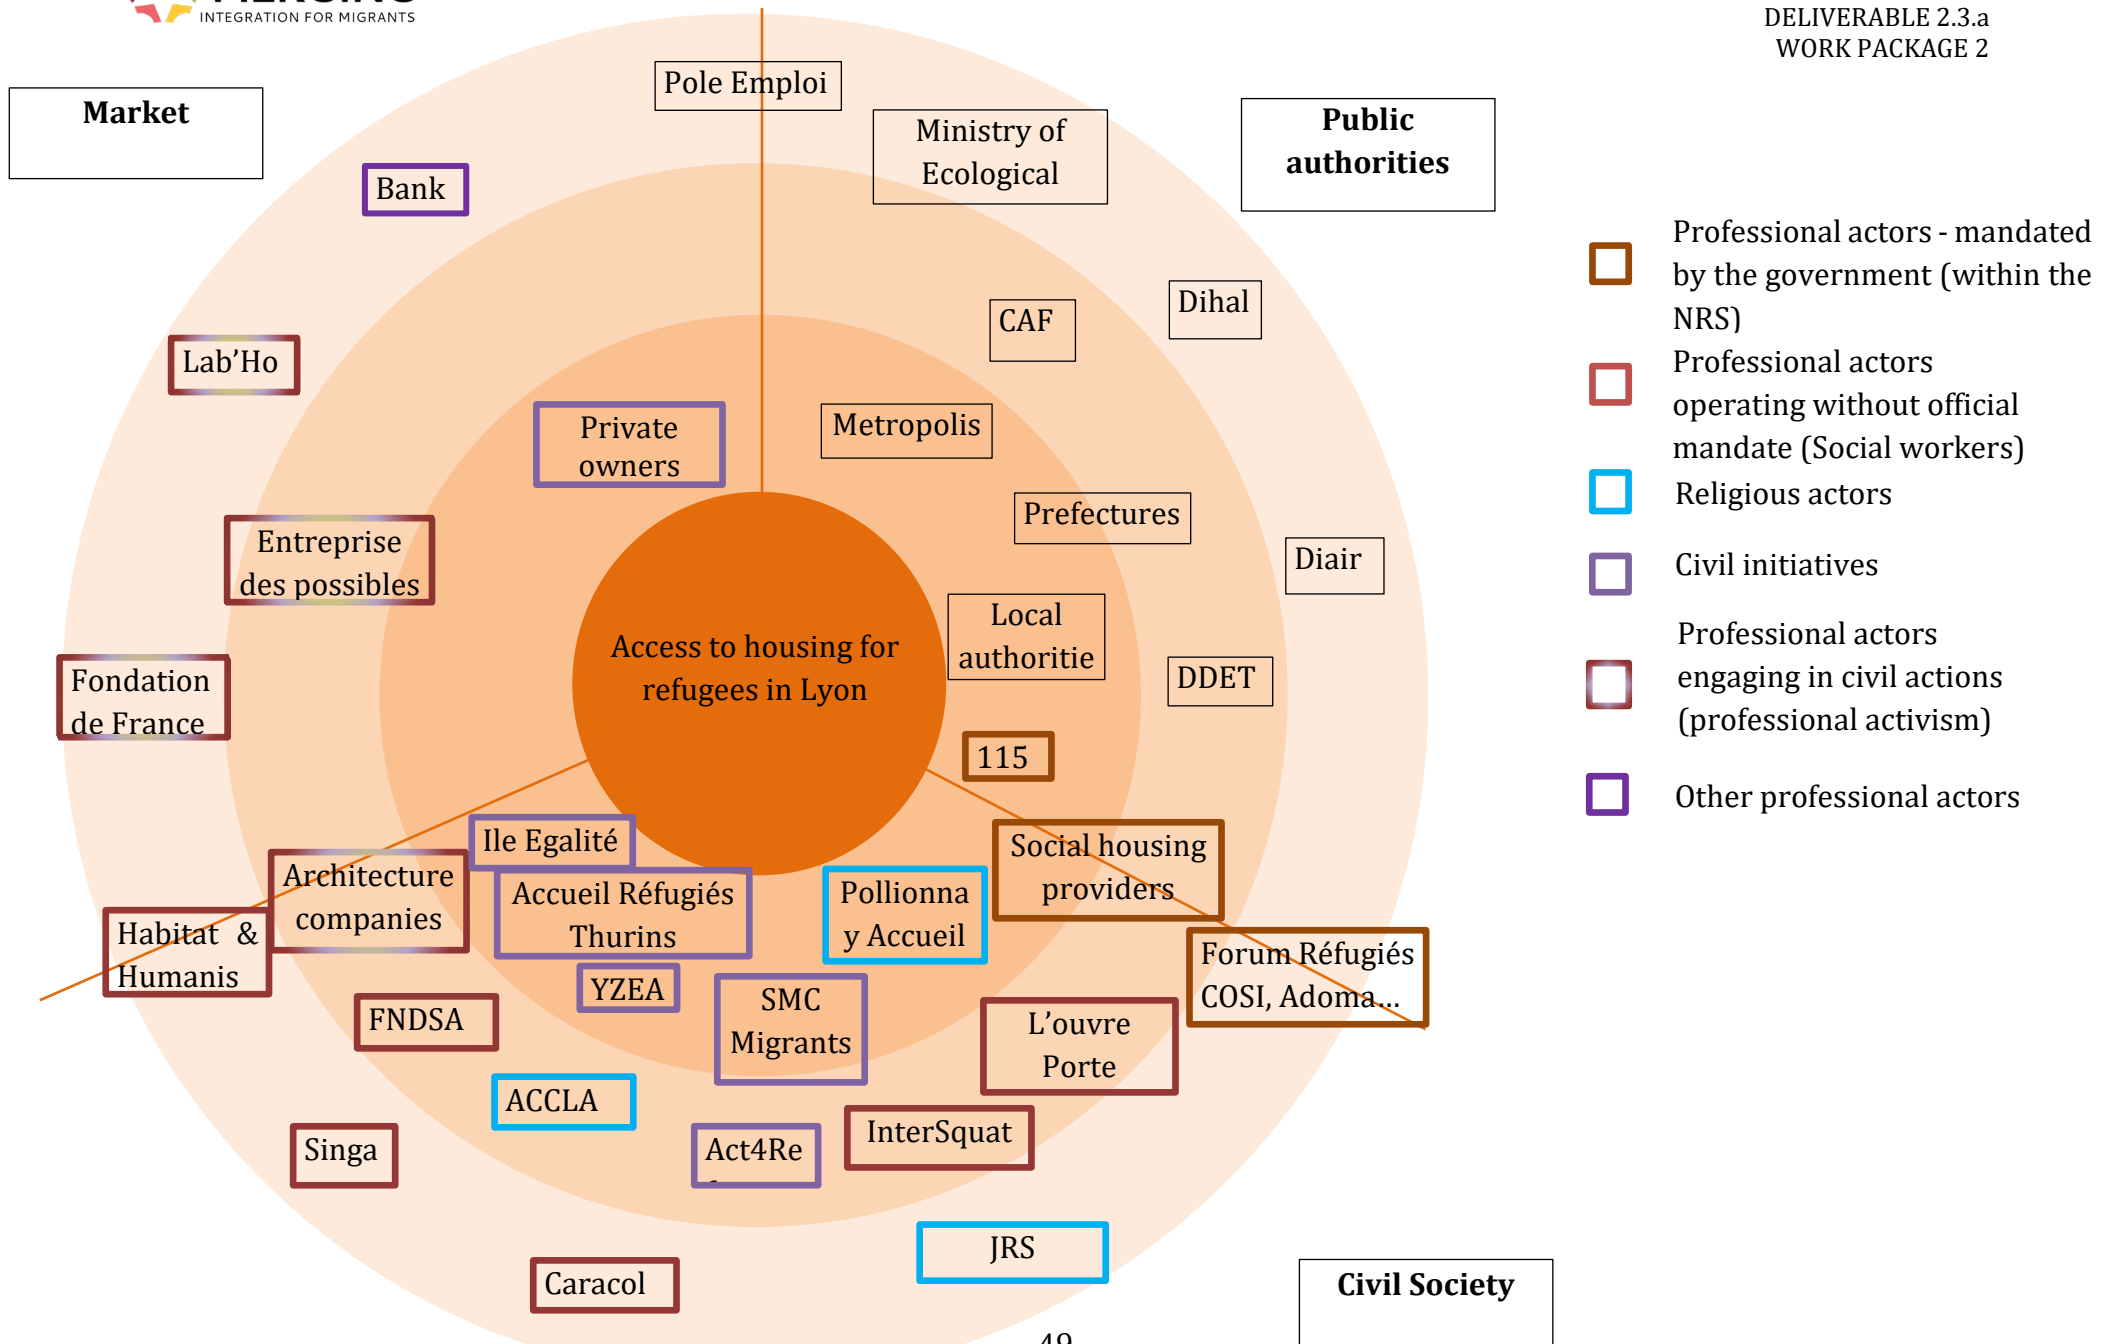 INTEGRATION FOR MIGRANTS
DELIVERABLE 2.3.a
WORK PACKAGE 2
Market
Pole Emploi
Ministry of
Ecological
Public
authorities
Bank
Dihal
CAF
Lab'Ho
Private
owners
Metropolis
Prefectures
Entreprise
des possibles
Diair
Local
authoritie
Access to housing for
refugees in Lyon
DDET
Fondation
de France
115
Ile Egalité
Social housing
providers
Architecture
companies
Accueil Réfugiés
Thurins
Pollionna
y Accueil
Habitat & 
Humanis
Forum Réfugiés
COSI, Adoma...
YZEA
SMC
Migrants
FNDSA
L'ouvre
Porte
ACCLA
InterSquat
Singa
Act4Re
JRS
Caracol
Civil Society
Professional actors - mandated
by the government (within the
NRS)
Professional actors
operating without official
mandate (Social workers)
Religious actors
Civil initiatives
Professional actors
engaging in civil actions
(professional activism)
Other professional actors
49